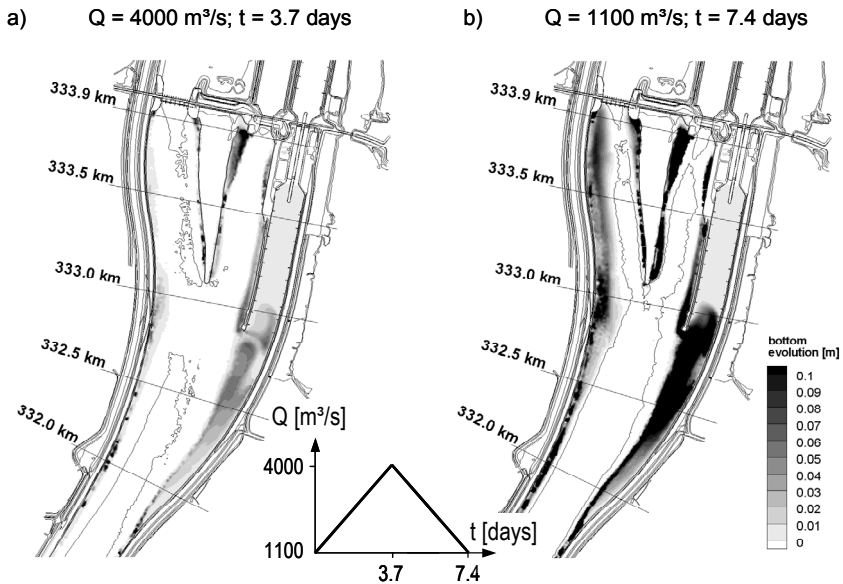 a) Q = 4000 m³/s; t = 3.7 days
b) Q = 1100 m³/s; t = 7.4 days
333.9 km
333.5 km
333.0 km
332.5 km
332.0 km
333.9 km
333.5 km
333.0 km
332.5 km
332.0 km
bottom
evolution [m]
0.1
0.09
0.08
0.07
0.06
0.05
0.04
0.03
0.02
0.01
0
Q [m³/s]
4000
1100
t [days]
3.7
7.4